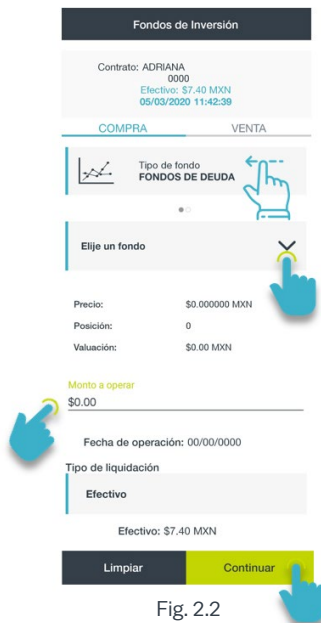 Fondos de Inversión
Contrato: ADRIANA
0000
Efectivo: $7.40 MXN
05/03/2020 11:42:39
COMPRA VENTA
Tipo de fondo
FONDOS DE DEUDA
Elije un fondo
Precio: $0.000000 MXN
Posición: 0
Valuación: $0.00 MXN
Monto a operar
$0.00
Fecha de operación: 00/00/0000
Tipo de liquidación
Efectivo
Efectivo: $7.40 MXN
Limpiar Continuar
Fig. 2.2